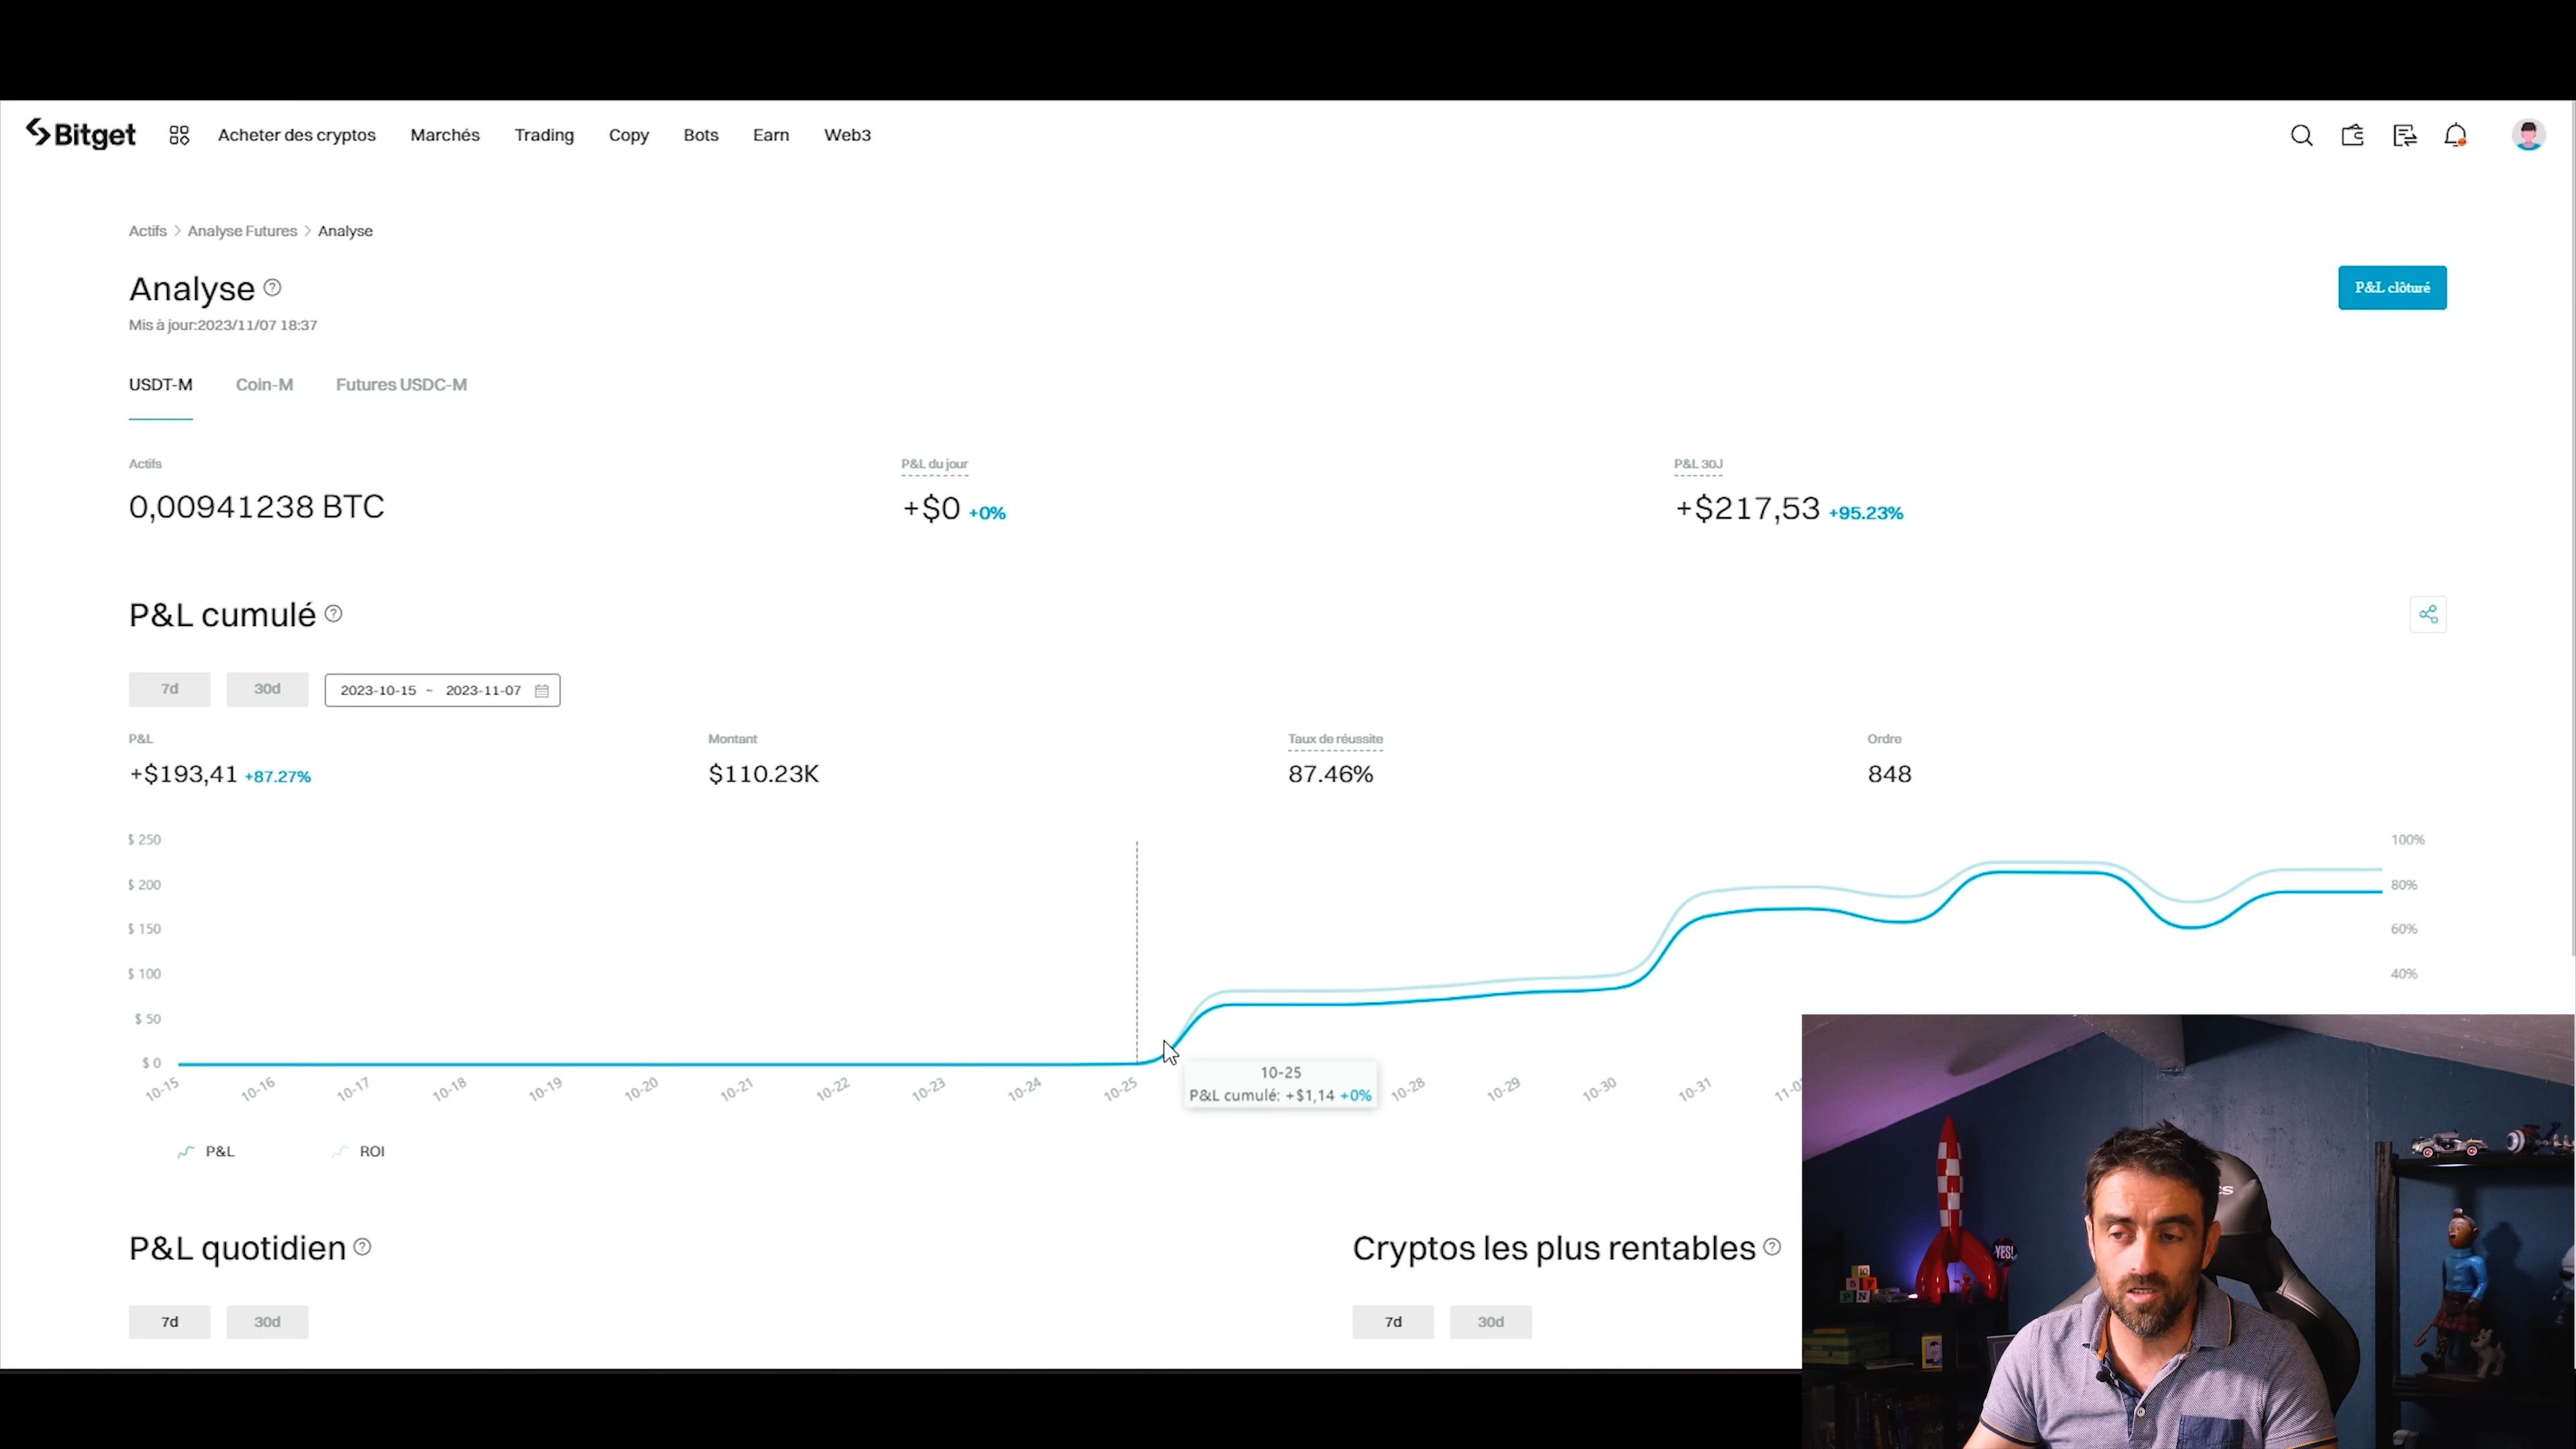 Bitget Acheter des cryptos Marchés Trading Copy Bots Earn Web3
Actifs > Analyse Futures > Analyse
Analyse
P&L clôturé
Mis à jour:2023/11/07 18:37
USDT-M Coin-M Futures USDC-M
Actifs P&L du jour P&L 30J
0,00941238 BTC +$0 +0% +$217,53 +95.23%
P&L cumulé
7d 30d 2023-10-15 ~ 2023-11-07
P&L Montant Taux de réussite Ordre
+$193,41 +87.27% $110.23K 87.46% 848
$ 250 100%
$ 200 80%
$ 150 60%
$ 100 40%
$ 50
$ 0
10-15 10-16 10-17 10-18 10-19 10-20 10-21 10-22 10-23 10-24 10-25 10-28 10-29 10-30 10-31
10-25
P&L cumulé: +$1,14 +0%
P&L ROI
P&L quotidien Cryptos les plus rentables
7d 30d 7d 30d
YES!